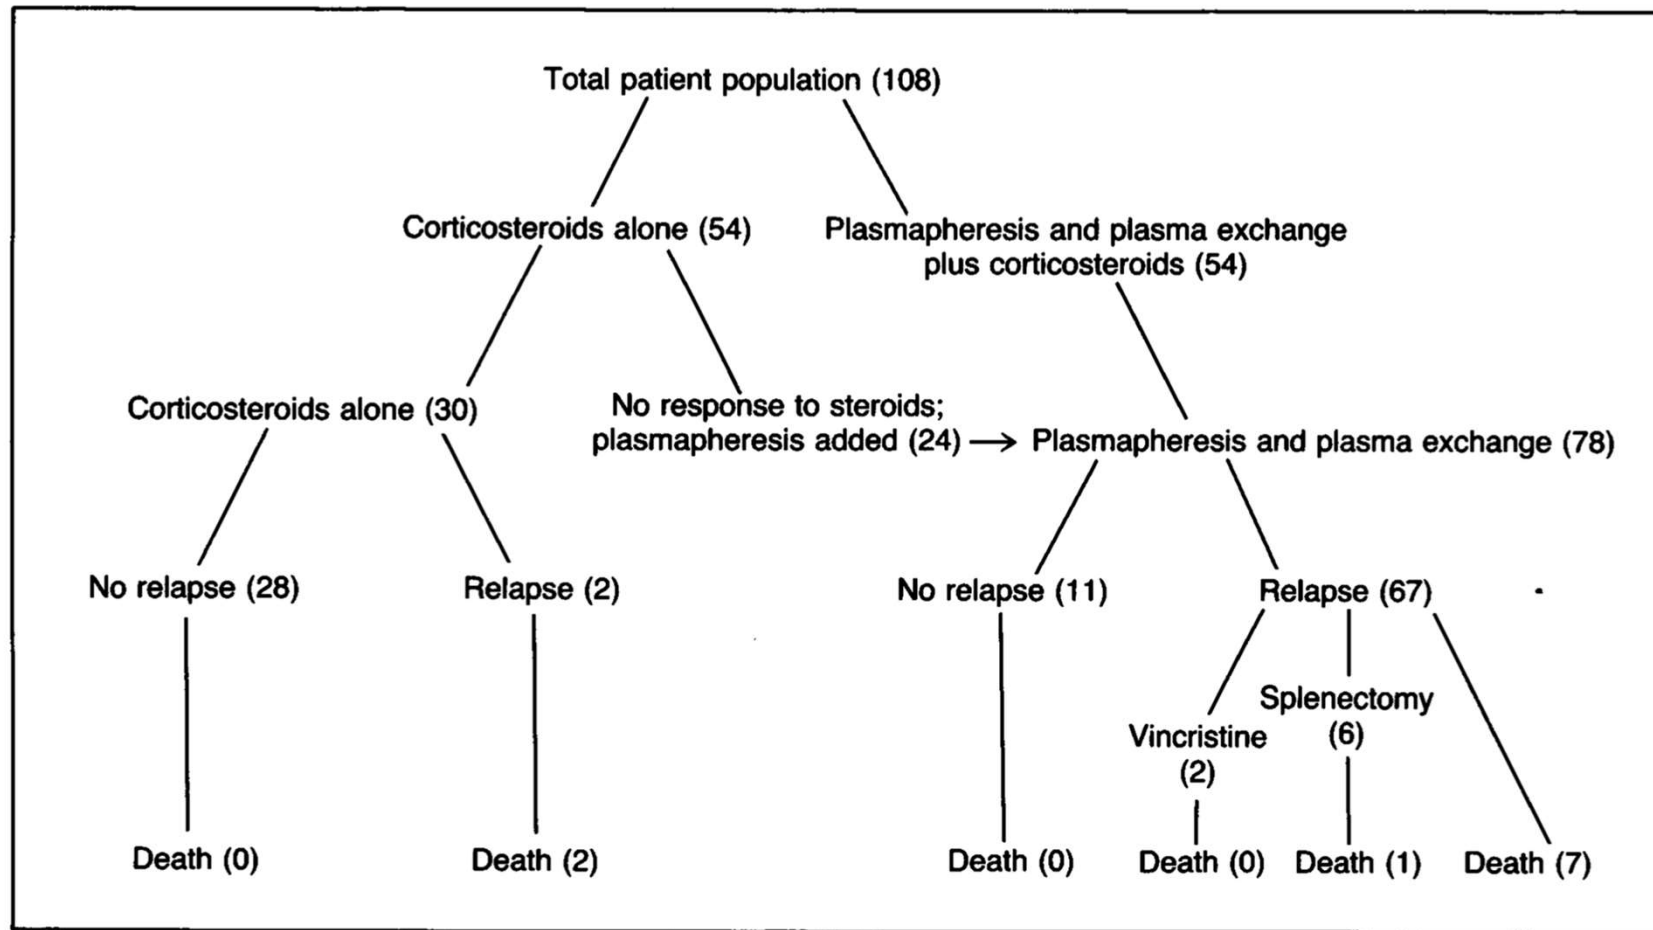 Total patient population (108)
Corticosteroids alone (54)
Plasmapheresis and plasma exchange
plus corticosteroids (54)
Corticosteroids alone (30)
No response to steroids;
plasmapheresis added (24) → Plasmapheresis and plasma exchange (78)
No relapse (28)
Relapse (2)
No relapse (11)
Relapse (67)
Splenectomy
(6)
Vincristine
(2)
Death (0)
Death (2)
Death (0)
Death (0)
Death (1)
Death (7)